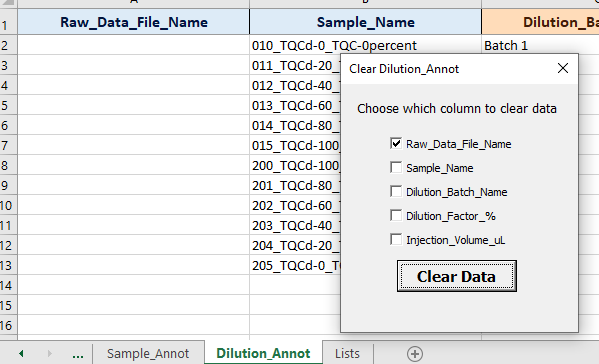 A
1 Raw_Data_File_Name Sample_Name Dilution_Ba
2 010_TQCd-0_TQC-0percent Batch 1
3 011_TQCd-20_
4 012_TQCd-40_
5 013_TQCd-60_
6 014_TQCd-80_
7 015_TQCd-100_
8 200_TQCd-100_
9 201_TQCd-80_
10 202_TQCd-60_
11 203_TQCd-40_
12 204_TQCd-20_
13 205_TQCd-0_TQ
14
15
16
Clear Dilution_Annot
Choose which column to clear data
Raw_Data_File_Name
Sample_Name
Dilution_Batch_Name
Dilution_Factor_%
Injection_Volume_uL
Clear Data
... Sample_Annot Dilution_Annot Lists